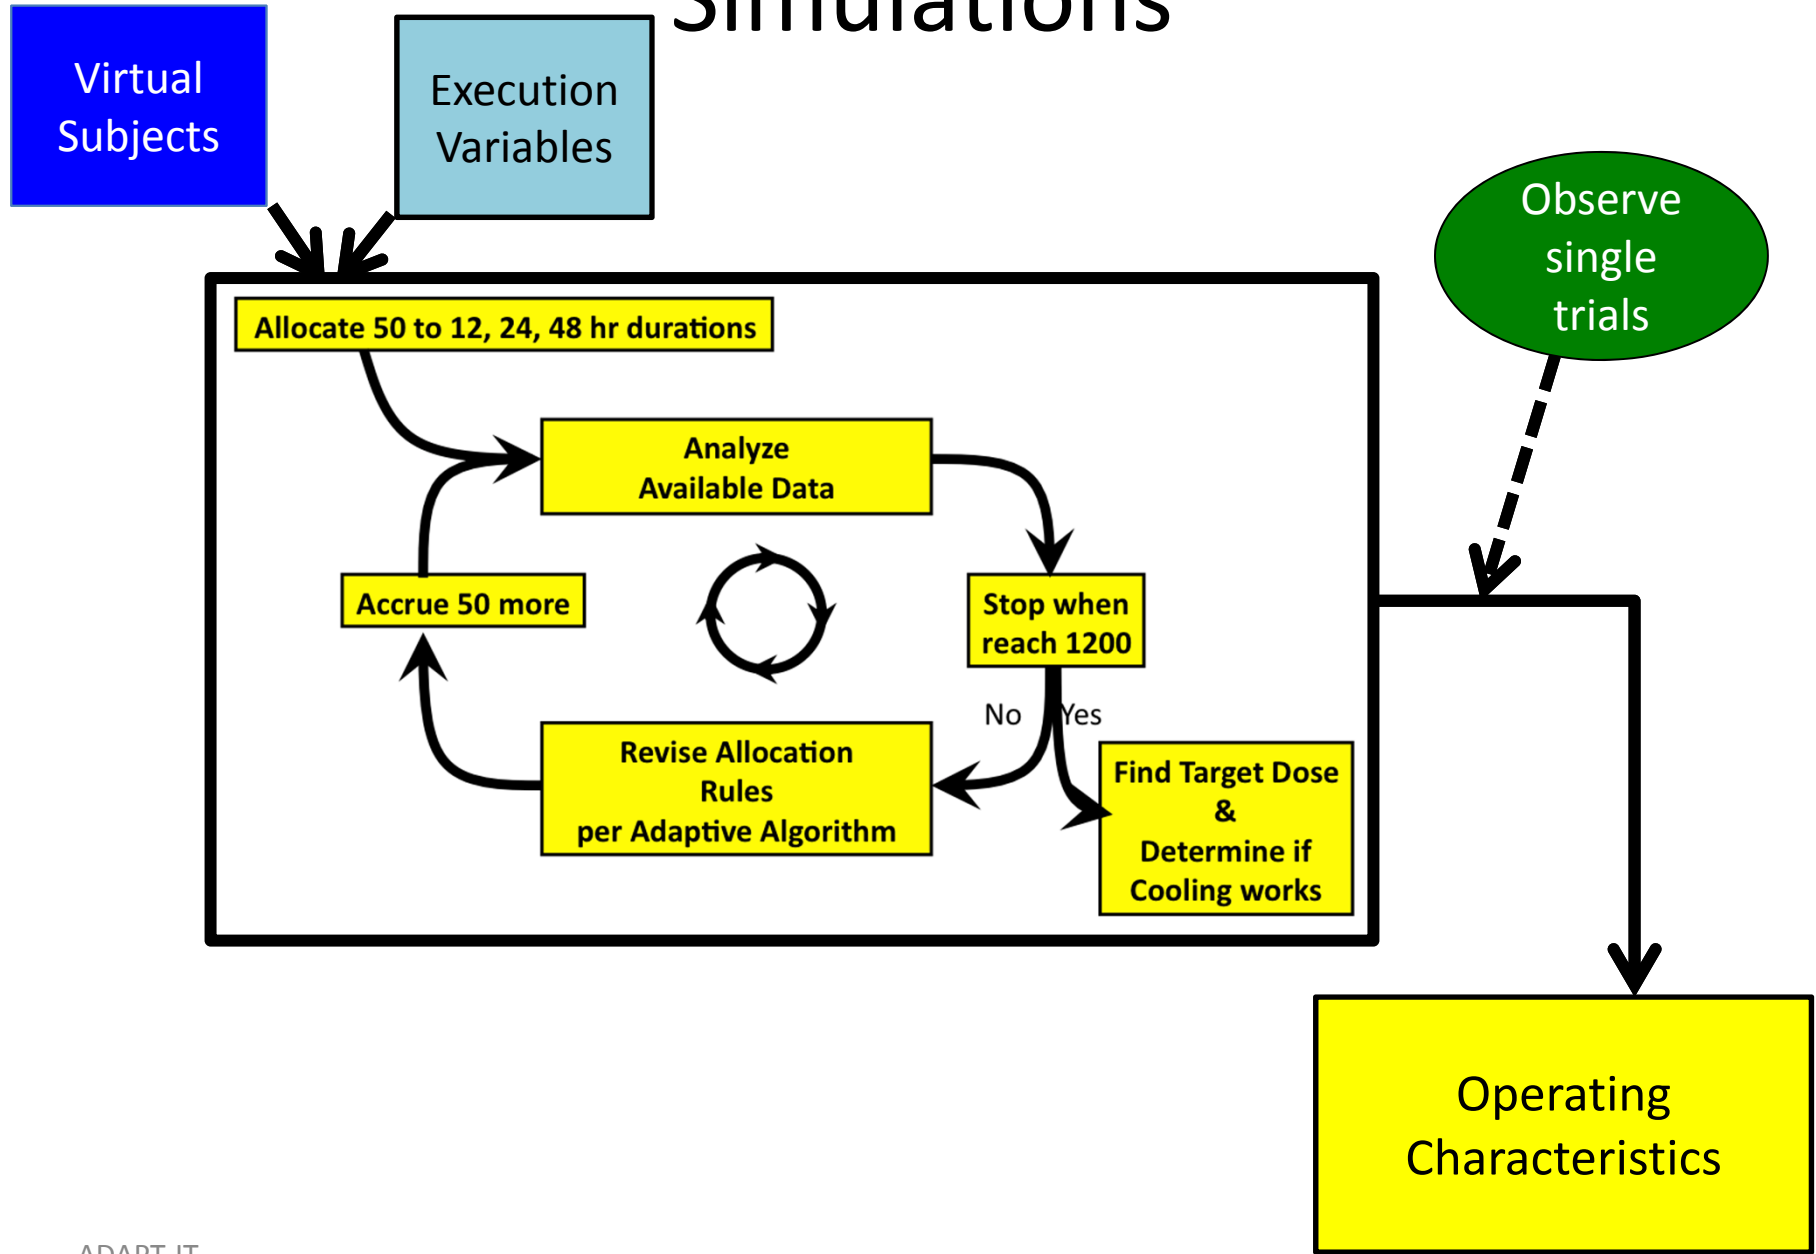 Simulations
Virtual
Subjects
Execution
Variables
Observe
single
trials
Allocate 50 to 12, 24, 48 hr durations
Analyze
Available Data
Accrue 50 more
Stop when
reach 1200
No
Yes
Revise Allocation
Rules
per Adaptive Algorithm
Find Target Dose
&
Determine if
Cooling works
Operating
Characteristics
ADAPT-IT